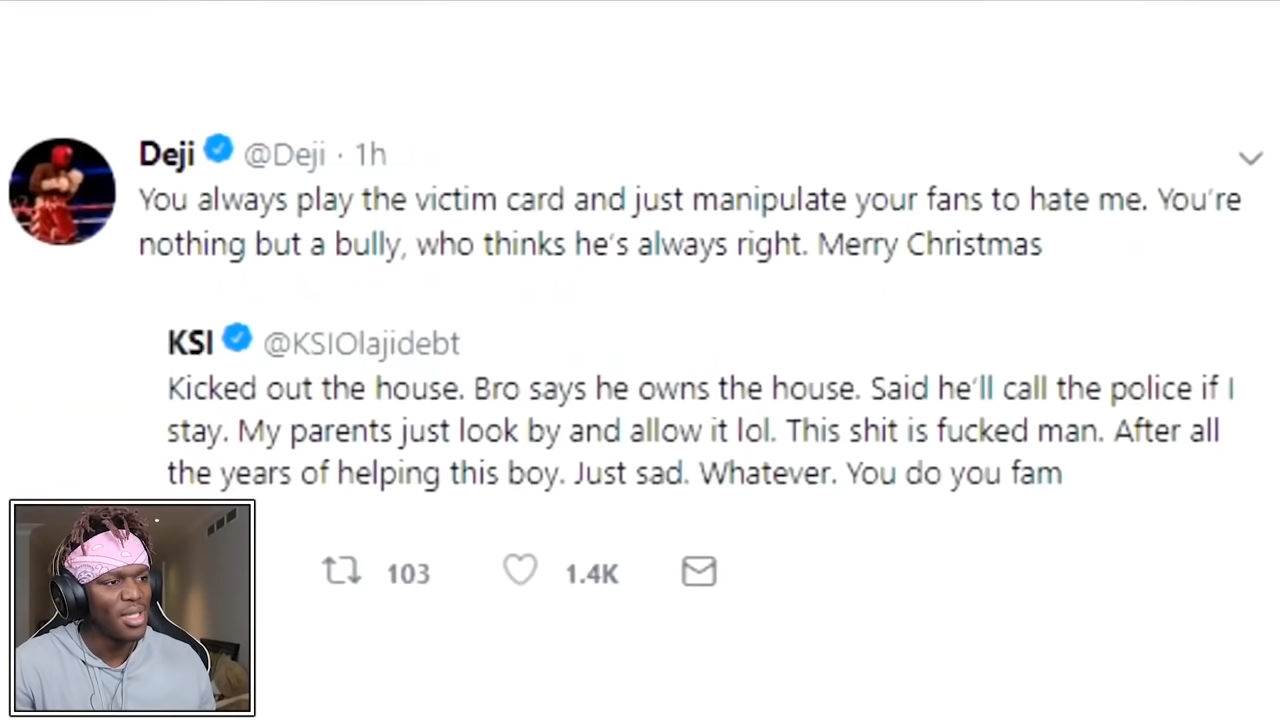 Deji @Deji · 1h
You always play the victim card and just manipulate your fans to hate me. You're
nothing but a bully, who thinks he's always right. Merry Christmas
KSI @KSIOlajidebt
Kicked out the house. Bro says he owns the house. Said he'll call the police if I
stay. My parents just look by and allow it lol. This shit is fucked man. After all
the years of helping this boy. Just sad. Whatever. You do you fam
103 1.4K